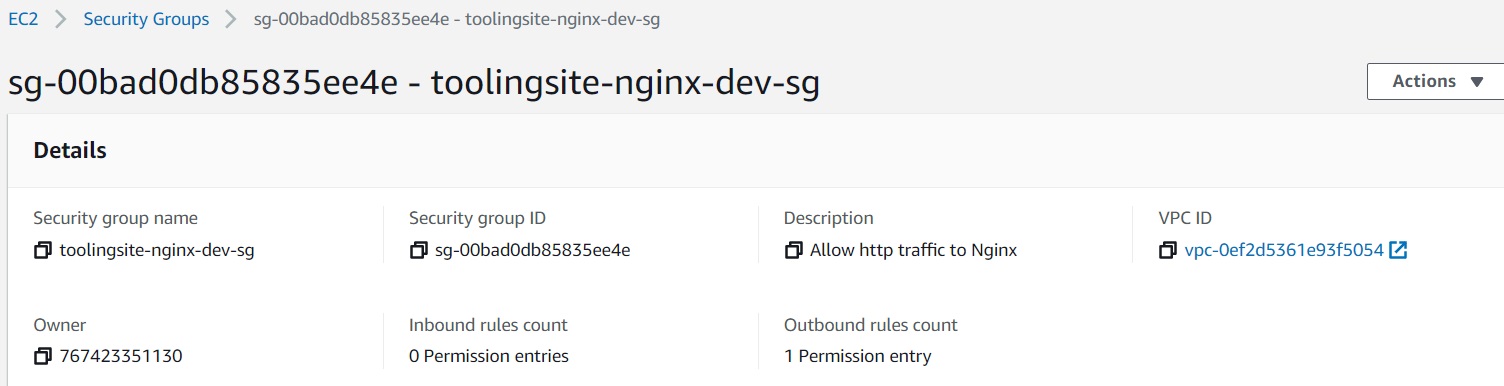 EC2 > Security Groups > sg-00bad0db85835ee4e - toolingsite-nginx-dev-sg
sg-00bad0db85835ee4e - toolingsite-nginx-dev-sg
Actions
Details
Security group name
toolingsite-nginx-dev-sg
Security group ID
sg-00bad0db85835ee4e
Description
Allow http traffic to Nginx
VPC ID
vpc-0ef2d5361e93f5054
Owner
767423351130
Inbound rules count
0 Permission entries
Outbound rules count
1 Permission entry